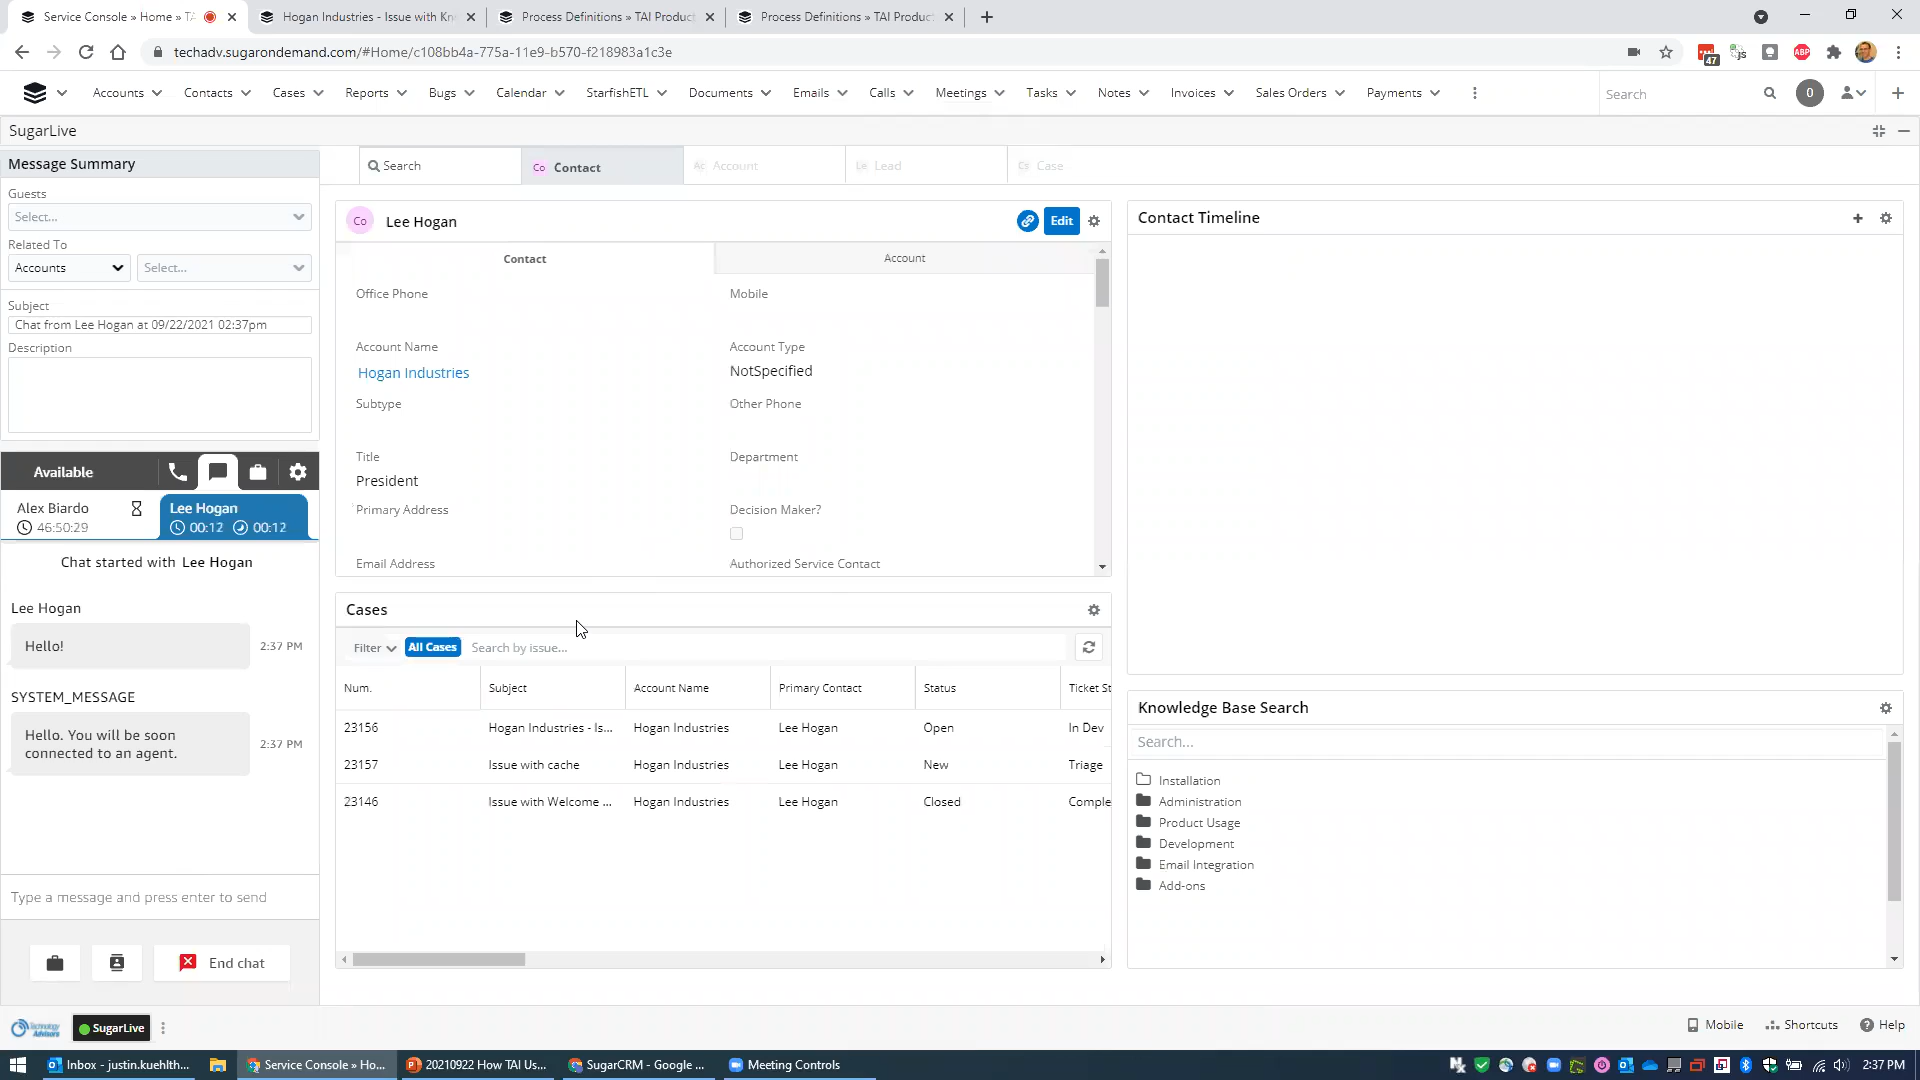 Service Console » Home » TA
Hogan Industries - Issue with Kn
Process Definitions » TAI Produc
Process Definitions » TAI Produc
techadv.sugarondemand.com/#Home/c108bb4a-775a-11e9-b570-f218983a1c3e
47
JS
ABP
Accounts
Contacts
Cases
Reports
Bugs
Calendar
StarfishETL
Documents
Emails
Calls
Meetings
Tasks
Notes
Invoices
Sales Orders
Payments
Search
0
SugarLive
Message Summary
Guests
Select...
Related To
Accounts
Select...
Subject
Chat from Lee Hogan at 09/22/2021 02:37pm
Description
Available
Alex Biardo
46:50:29
Lee Hogan
00:12 00:12
Chat started with Lee Hogan
Lee Hogan
Hello!
2:37 PM
SYSTEM_MESSAGE
Hello. You will be soon
connected to an agent.
2:37 PM
Type a message and press enter to send
End chat
Search
Co Contact
Ac Account
Le Lead
Cs Case
Co Lee Hogan
Edit
Contact
Account
Office Phone
Mobile
Account Name
Hogan Industries
Account Type
NotSpecified
Subtype
Other Phone
Title
President
Department
Primary Address
Decision Maker?
Email Address
Authorized Service Contact
Cases
Filter
All Cases
Search by issue...
Num. Subject Account Name Primary Contact Status Ticket St
23156 Hogan Industries - Is... Hogan Industries Lee Hogan Open In Dev
23157 Issue with cache Hogan Industries Lee Hogan New Triage
23146 Issue with Welcome ... Hogan Industries Lee Hogan Closed Comple
Contact Timeline
Knowledge Base Search
Search...
Installation
Administration
Product Usage
Development
Email Integration
Add-ons
Technology
Advisors
SugarLive
Mobile
Shortcuts
Help
Inbox - justin.kuehlth...
Service Console » Ho...
20210922 How TAI Us...
SugarCRM - Google ...
Meeting Controls
2:37 PM